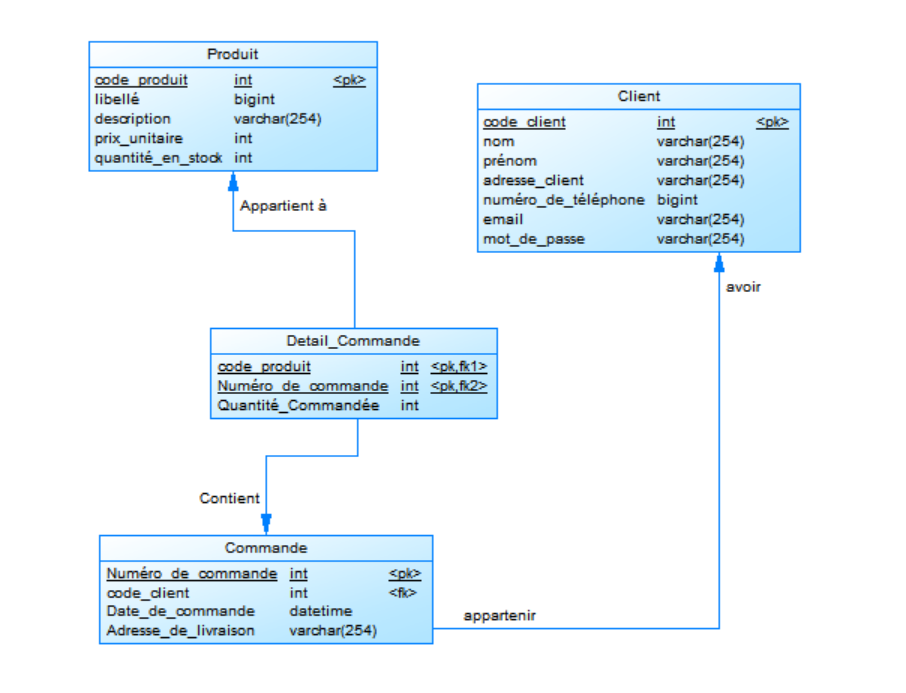 Produit
code_produit int <pk>
libellé bigint
description varchar(254)
prix_unitaire int
quantité_en_stock int
Client
code_client int <pk>
nom varchar(254)
prénom varchar(254)
adresse_client varchar(254)
numéro_de_téléphone bigint
email varchar(254)
mot_de_passe varchar(254)
Appartient à
avoir
Detail_Commande
code_produit int <pk,fk1>
Numéro_de_commande int <pk,fk2>
Quantité_Commandée int
Contient
Commande
Numéro_de_commande int <pk>
code_client int <fk>
Date_de_commande datetime
Adresse_de_livraison varchar(254)
appartenir